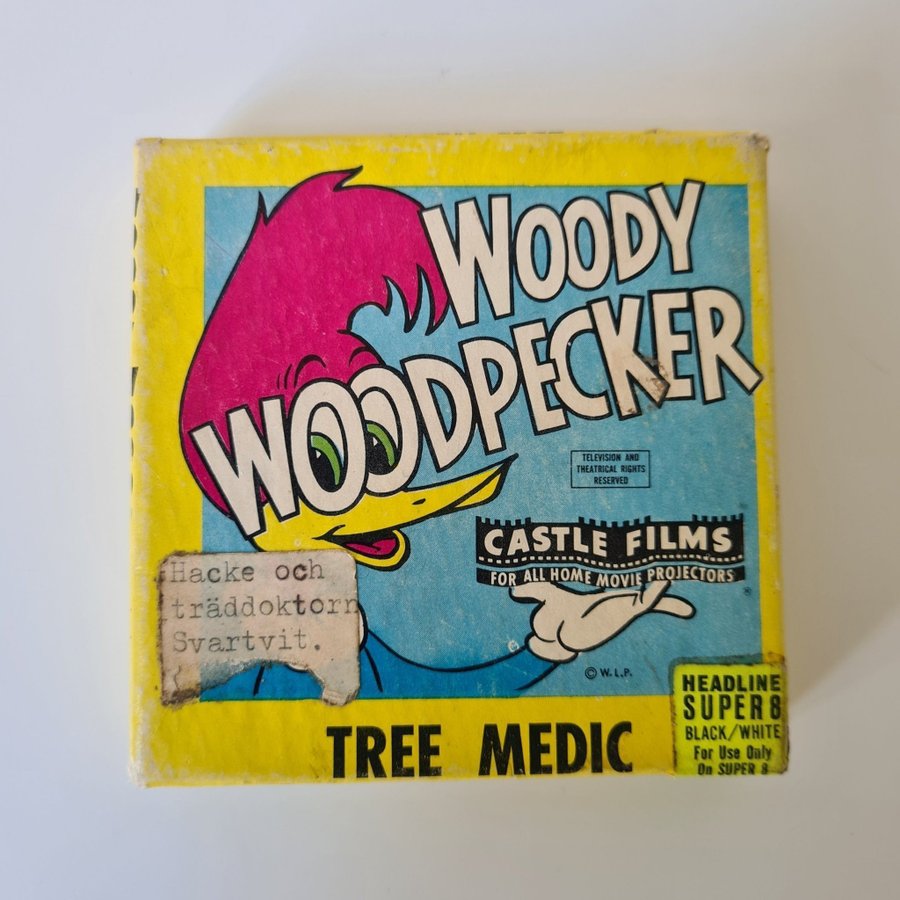 WOODY
WOODPECKER
TELEVISION AND
THEATRICAL RIGHTS
RESERVED
CASTLE FILMS
FOR ALL HOME MOVIE PROJECTORS
®
Hacke och
träddoktorn
Svartvit.
© W.L.P.
HEADLINE
SUPER 8
BLACK/WHITE
For Use Only
On SUPER 8
TREE MEDIC